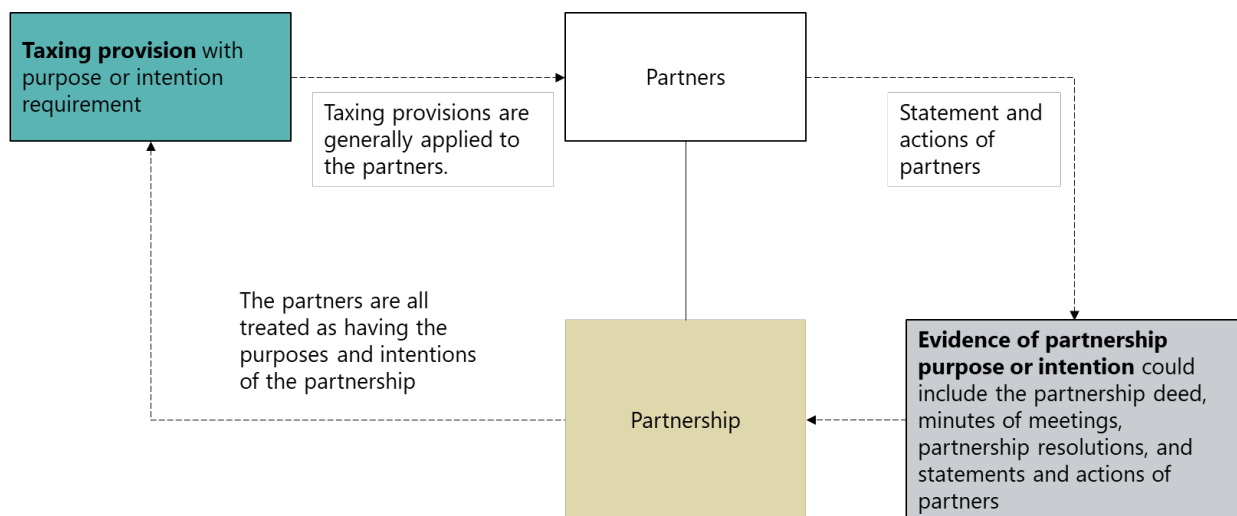 Taxing provision with
purpose or intention
requirement
Partners
Taxing provisions are
generally applied to
the partners.
Statement and
actions of
partners
The partners are all
treated as having the
purposes and intentions
of the partnership
Partnership
Evidence of partnership
purpose or intention could
include the partnership deed,
minutes of meetings,
partnership resolutions, and
statements and actions of
partners